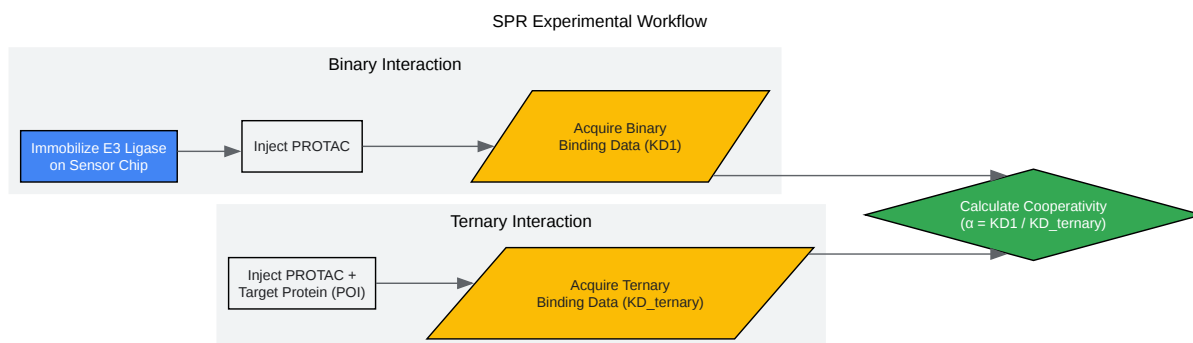 SPR Experimental Workflow
Binary Interaction
Immobilize E3 Ligase
on Sensor Chip
Inject PROTAC
Acquire Binary
Binding Data (KD1)
Ternary Interaction
Inject PROTAC +
Target Protein (POI)
Acquire Ternary
Binding Data (KD_ternary)
Calculate Cooperativity
(α = KD1 / KD_ternary)